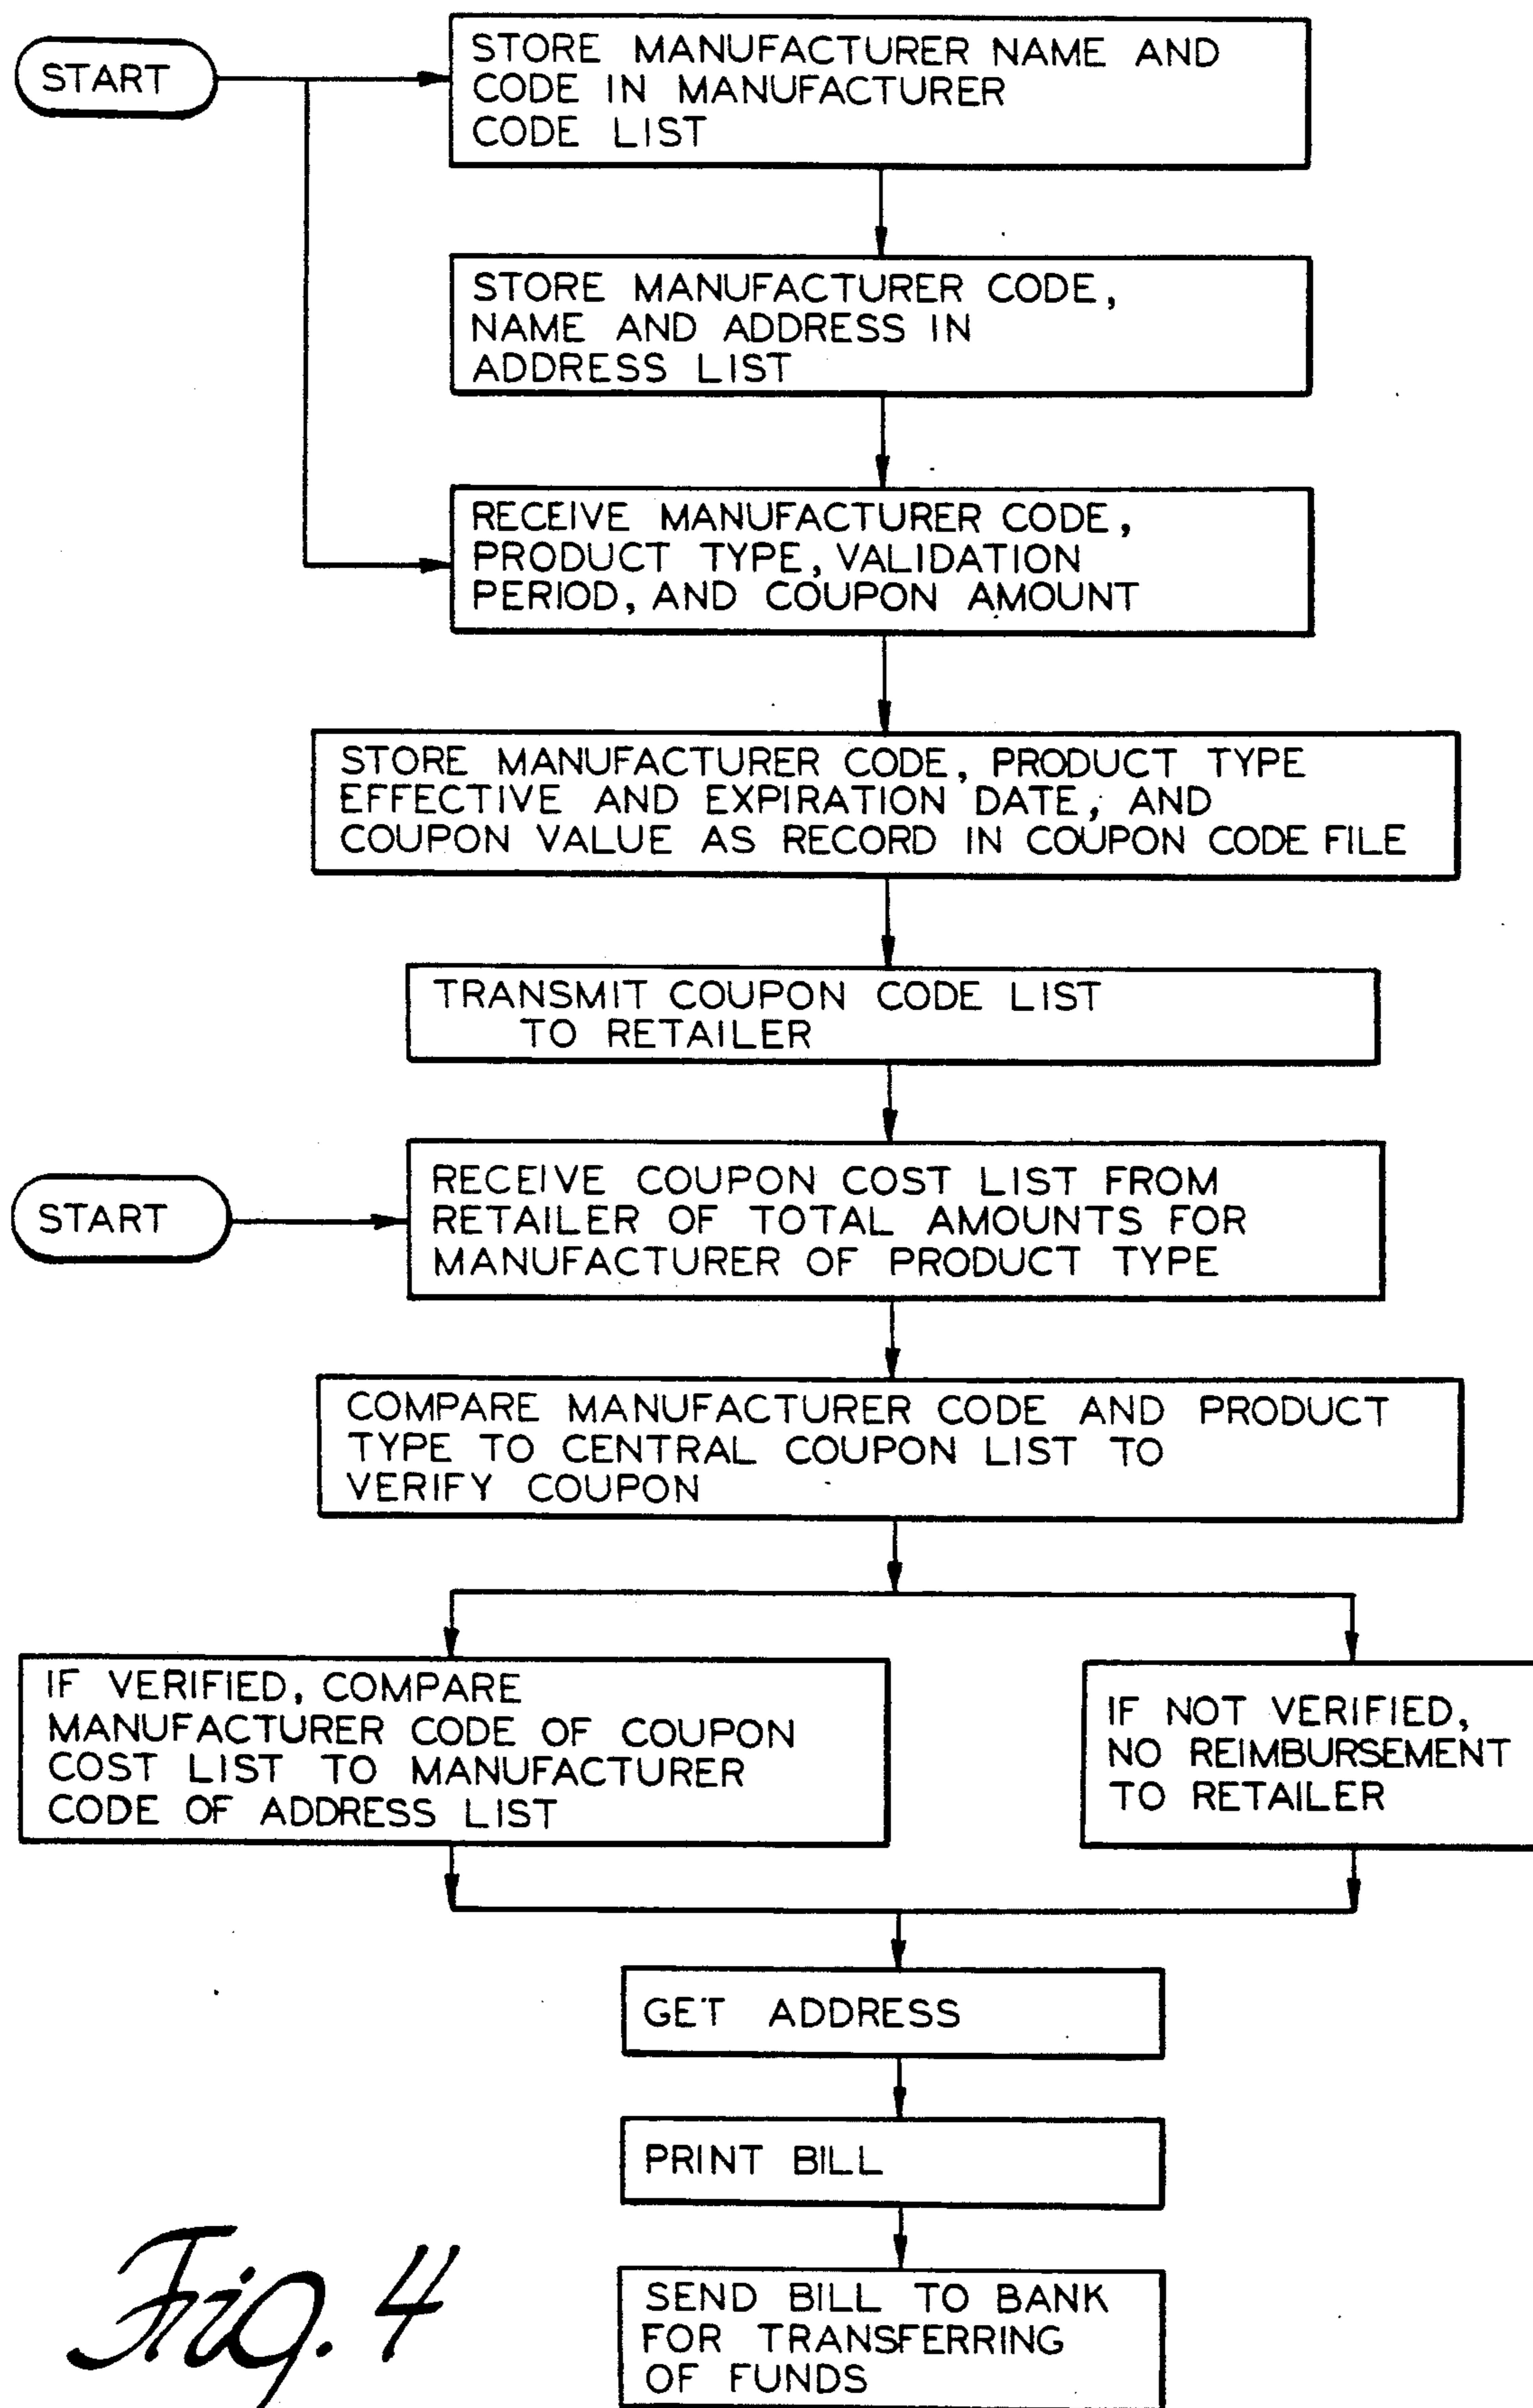 START
STORE MANUFACTURER NAME AND
CODE IN MANUFACTURER
CODE LIST
STORE MANUFACTURER CODE,
NAME AND ADDRESS IN
ADDRESS LIST
RECEIVE MANUFACTURER CODE,
PRODUCT TYPE, VALIDATION
PERIOD, AND COUPON AMOUNT
STORE MANUFACTURER CODE, PRODUCT TYPE
EFFECTIVE AND EXPIRATION DATE, AND
COUPON VALUE AS RECORD IN COUPON CODE FILE
TRANSMIT COUPON CODE LIST
TO RETAILER
START
RECEIVE COUPON COST LIST FROM
RETAILER OF TOTAL AMOUNTS FOR
MANUFACTURER OF PRODUCT TYPE
COMPARE MANUFACTURER CODE AND PRODUCT
TYPE TO CENTRAL COUPON LIST TO
VERIFY COUPON
IF VERIFIED, COMPARE
MANUFACTURER CODE OF COUPON
COST LIST TO MANUFACTURER
CODE OF ADDRESS LIST
IF NOT VERIFIED,
NO REIMBURSEMENT
TO RETAILER
GET ADDRESS
PRINT BILL
SEND BILL TO BANK
FOR TRANSFERRING
OF FUNDS
Fig. 4